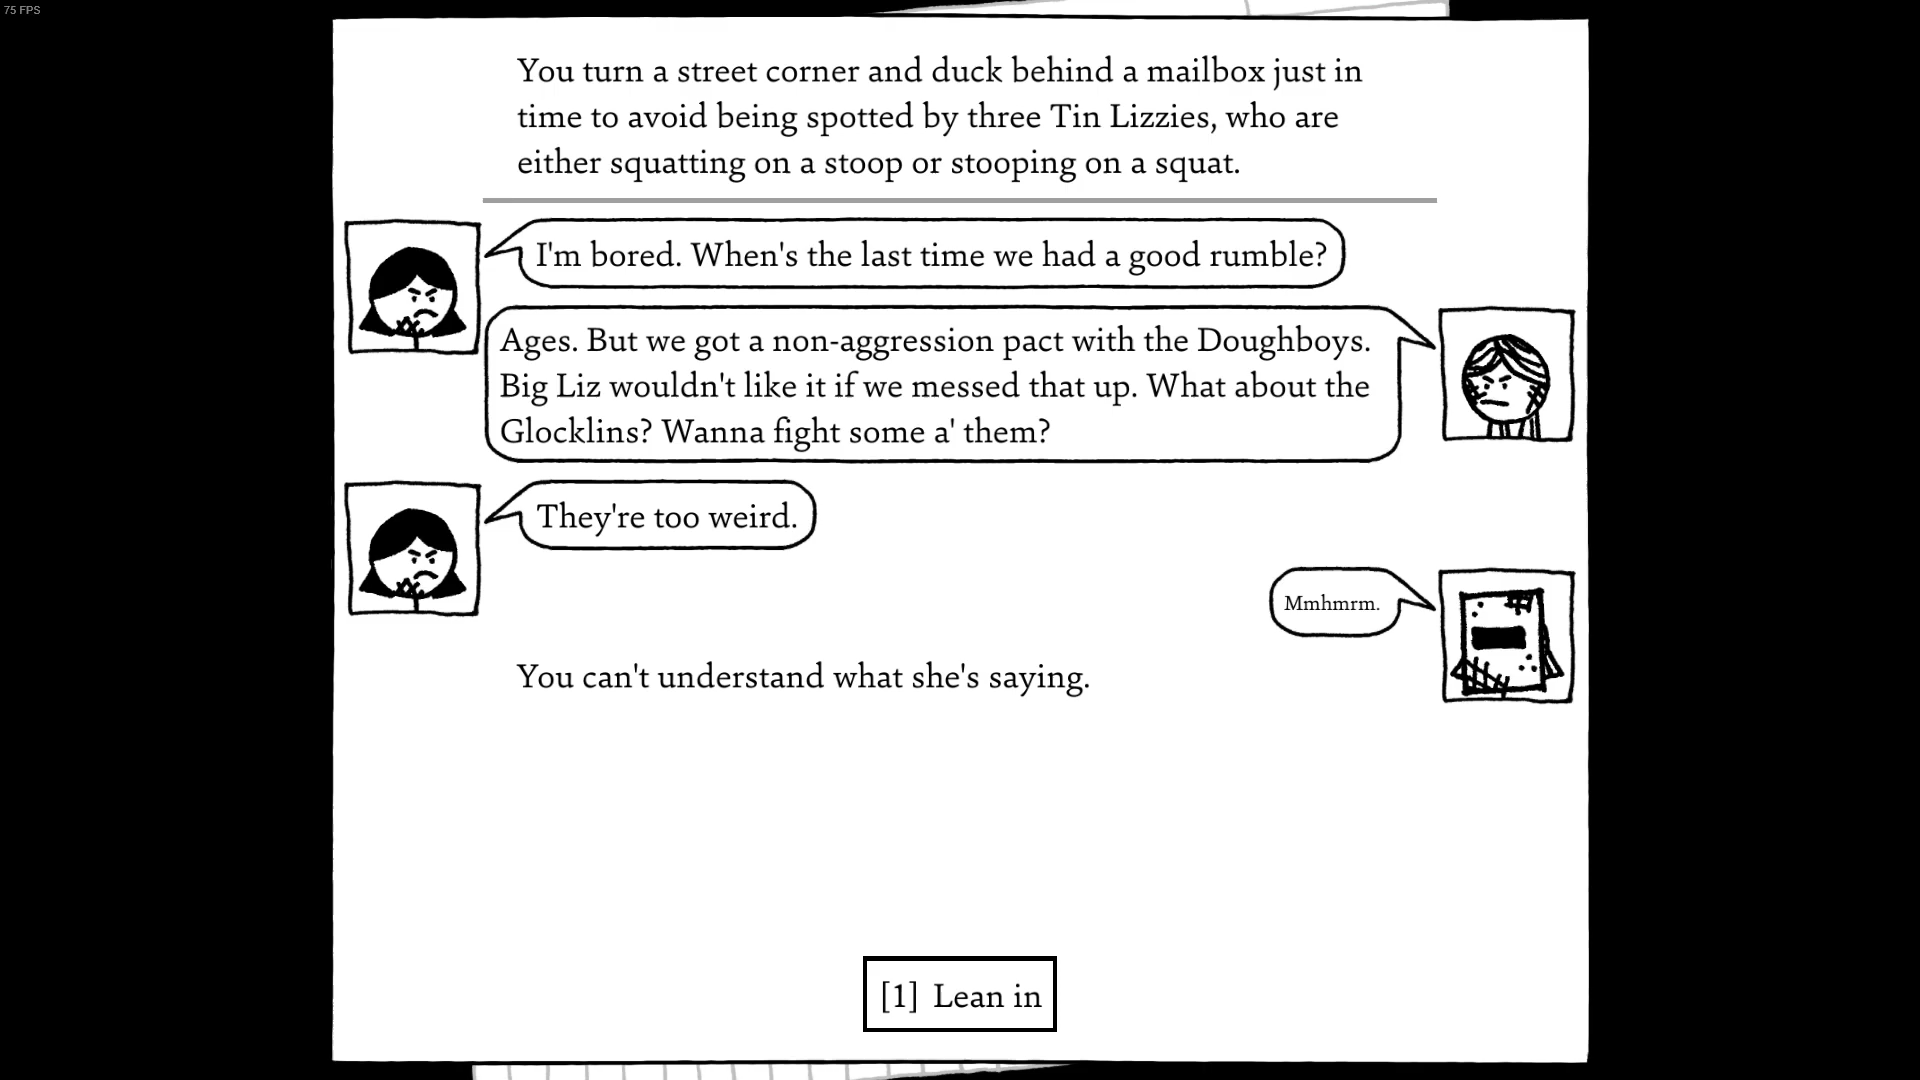 75 FPS
You turn a street corner and duck behind a mailbox just in
time to avoid being spotted by three Tin Lizzies, who are
either squatting on a stoop or stooping on a squat.
I'm bored. When's the last time we had a good rumble?
Ages. But we got a non-aggression pact with the Doughboys.
Big Liz wouldn't like it if we messed that up. What about the
Glocklins? Wanna fight some a' them?
They're too weird.
Mmhmrm.
You can't understand what she's saying.
[1] Lean in